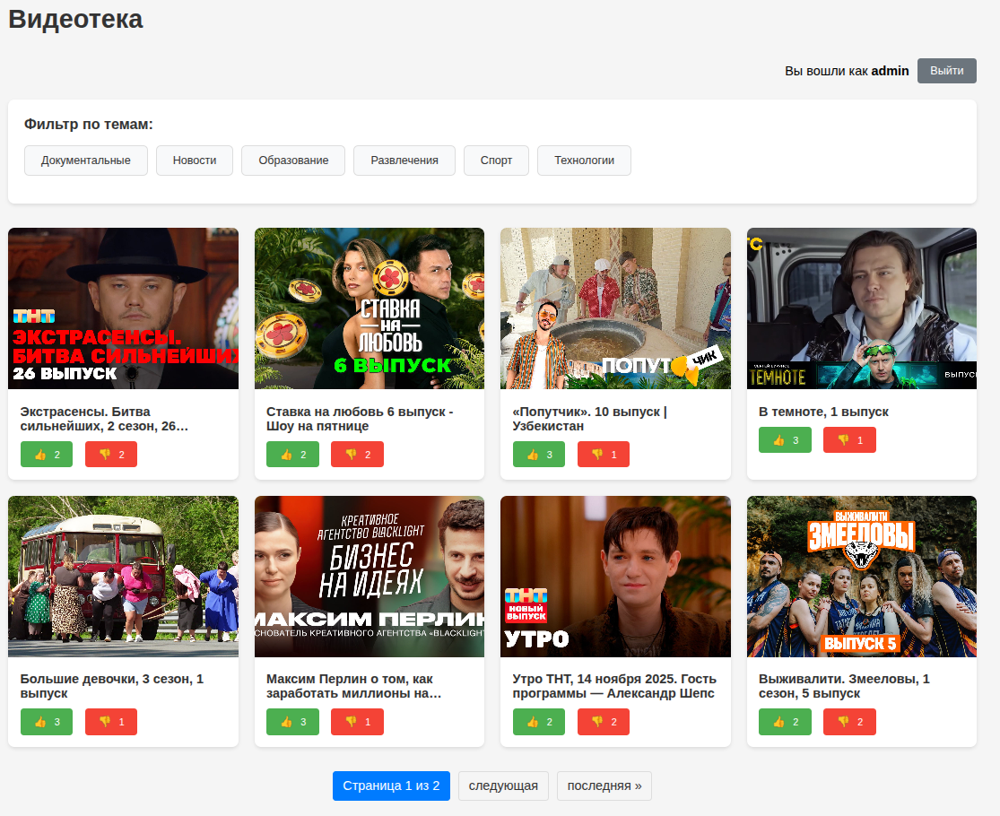 Видеотека
Вы вошли как admin Выйти
Фильтр по темам:
Документальные Новости Образование Развлечения Спорт Технологии
ТНТ
ЭКСТРАСЕНСЫ.
БИТВА СИЛЬНЕЙШИХ
26 ВЫПУСК
СТАВКА
НА
ЛЮБОВЬ
6 ВЫПУСК
ПОПУТЧИК
ТЕМНОТЕ
Экстрасенсы. Битва
сильнейших, 2 сезон, 26…
2 2
Ставка на любовь 6 выпуск -
Шоу на пятнице
2 2
«Попутчик». 10 выпуск |
Узбекистан
3 1
В темноте, 1 выпуск
3 1
КРЕАТИВНОЕ
АГЕНТСТВО BLACKLIGHT
БИЗНЕС
НА ИДЕЯХ
МАКСИМ ПЕРЛИН
СНОВАТЕЛЬ КРЕАТИВНОГО АГЕНТСТВА «BLACKLIGHT
ТНТ
НОВЫЙ
ВЫПУСК
УТРО
ВЫЖИВАЛИТИ
ЗМЕЕЛОВЫ
ВЫПУСК 5
Большие девочки, 3 сезон, 1
выпуск
3 1
Максим Перлин о том, как
заработать миллионы на…
3 1
Утро ТНТ, 14 ноября 2025. Гость
программы — Александр Шепс
2 2
Выживалити. Змееловы, 1
сезон, 5 выпуск
2 2
Страница 1 из 2 следующая последняя »